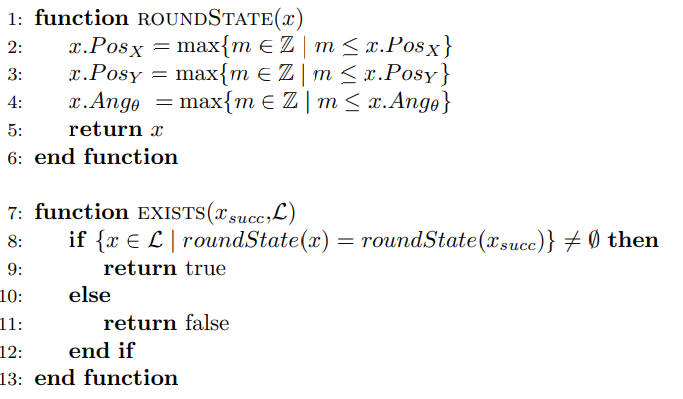 1: function ROUNDSTATE(x)
2: x.Pos_X = max{m ∈ ℤ | m ≤ x.Pos_X}
3: x.Pos_Y = max{m ∈ ℤ | m ≤ x.Pos_Y}
4: x.Ang_θ = max{m ∈ ℤ | m ≤ x.Ang_θ}
5: return x
6: end function
7: function EXISTS(x_succ,ℒ)
8: if {x ∈ ℒ | roundState(x) = roundState(x_succ)} ≠ ∅ then
9: return true
10: else
11: return false
12: end if
13: end function